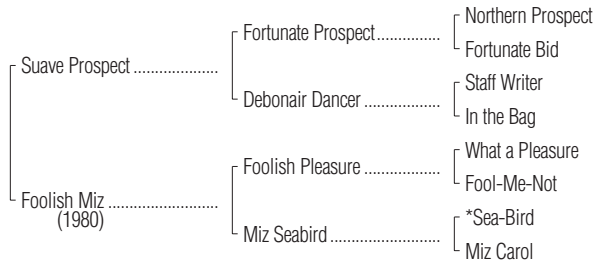 Northern Prospect
Fortunate Prospect...............
Fortunate Bid
Suave Prospect ....................
Staff Writer
Debonair Dancer ..................
In the Bag
What a Pleasure
Foolish Pleasure ..................
Fool-Me-Not
Foolish Miz ..........................
(1980)
*Sea-Bird
Miz Seabird ..........................
Miz Carol